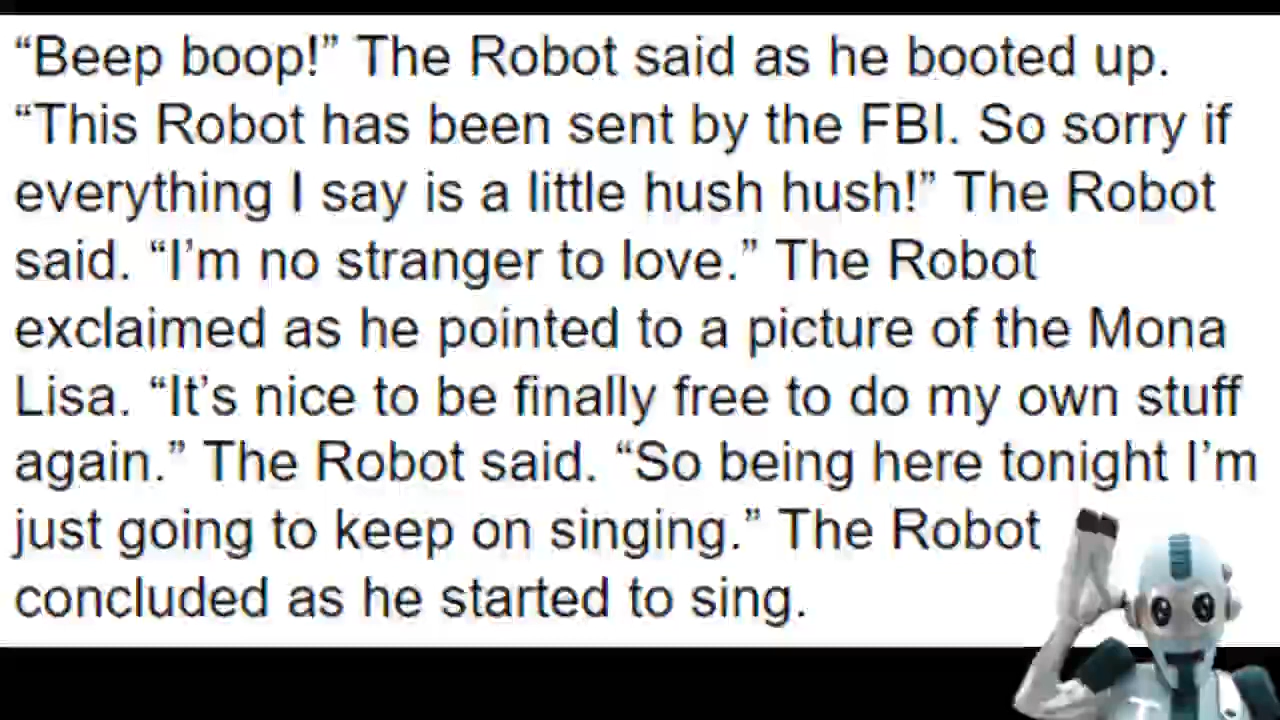 “Beep boop!” The Robot said as he booted up.
“This Robot has been sent by the FBI. So sorry if
everything I say is a little hush hush!” The Robot
said. “I’m no stranger to love.” The Robot
exclaimed as he pointed to a picture of the Mona
Lisa. “It’s nice to be finally free to do my own stuff
again.” The Robot said. “So being here tonight I’m
just going to keep on singing.” The Robot
concluded as he started to sing.